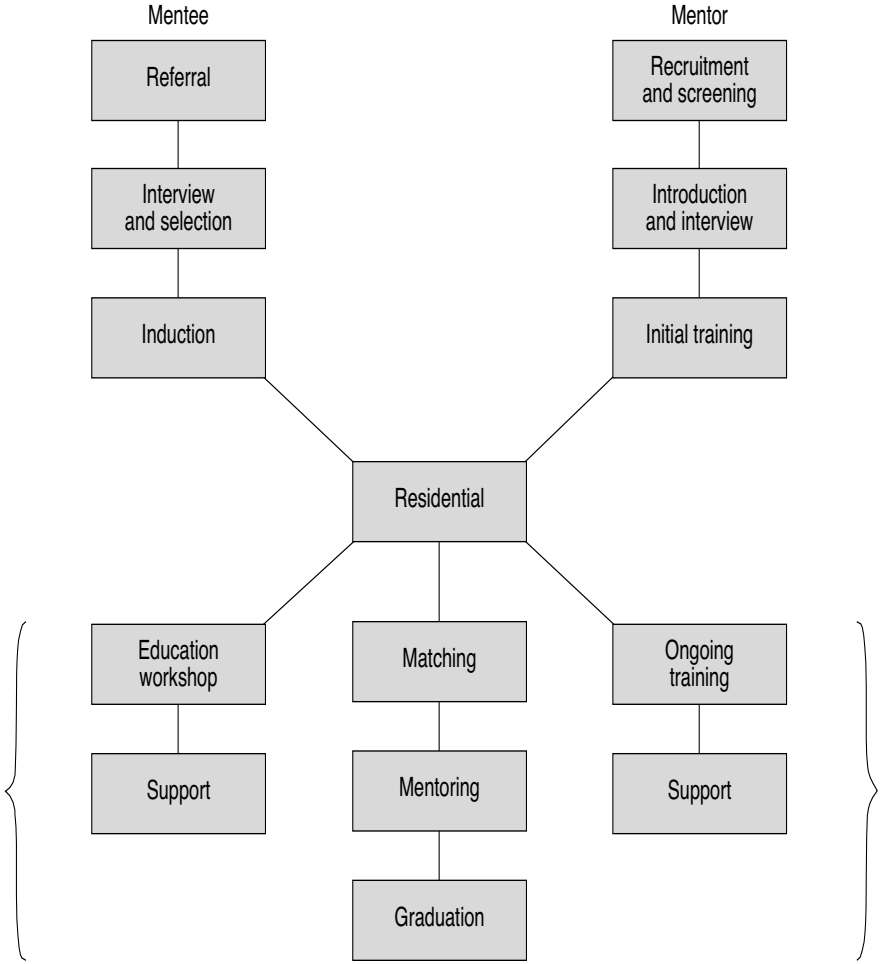 Mentee
Mentor
Referral
Recruitment
and screening
Interview
and selection
Introduction
and interview
Induction
Initial training
Residential
Education
workshop
Matching
Ongoing
training
Support
Mentoring
Support
Graduation